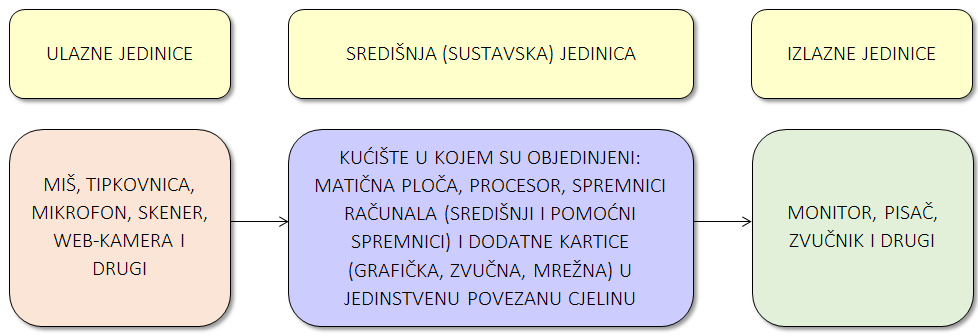 ULAZNE JEDINICE
SREDIŠNJA (SUSTAVSKA) JEDINICA
IZLAZNE JEDINICE
MIŠ, TIPKOVNICA,
MIKROFON, SKENER,
WEB-KAMERA I
DRUGI
KUĆIŠTE U KOJEM SU OBJEDINJENI:
MATIČNA PLOČA, PROCESOR, SPREMNICI
RAČUNALA (SREDIŠNJI I POMOĆNI
SPREMNICI) I DODATNE KARTICE
(GRAFIČKA, ZVUČNA, MREŽNA) U
JEDINSTVENU POVEZANU CJELINU
MONITOR, PISAČ,
ZVUČNIK I DRUGI